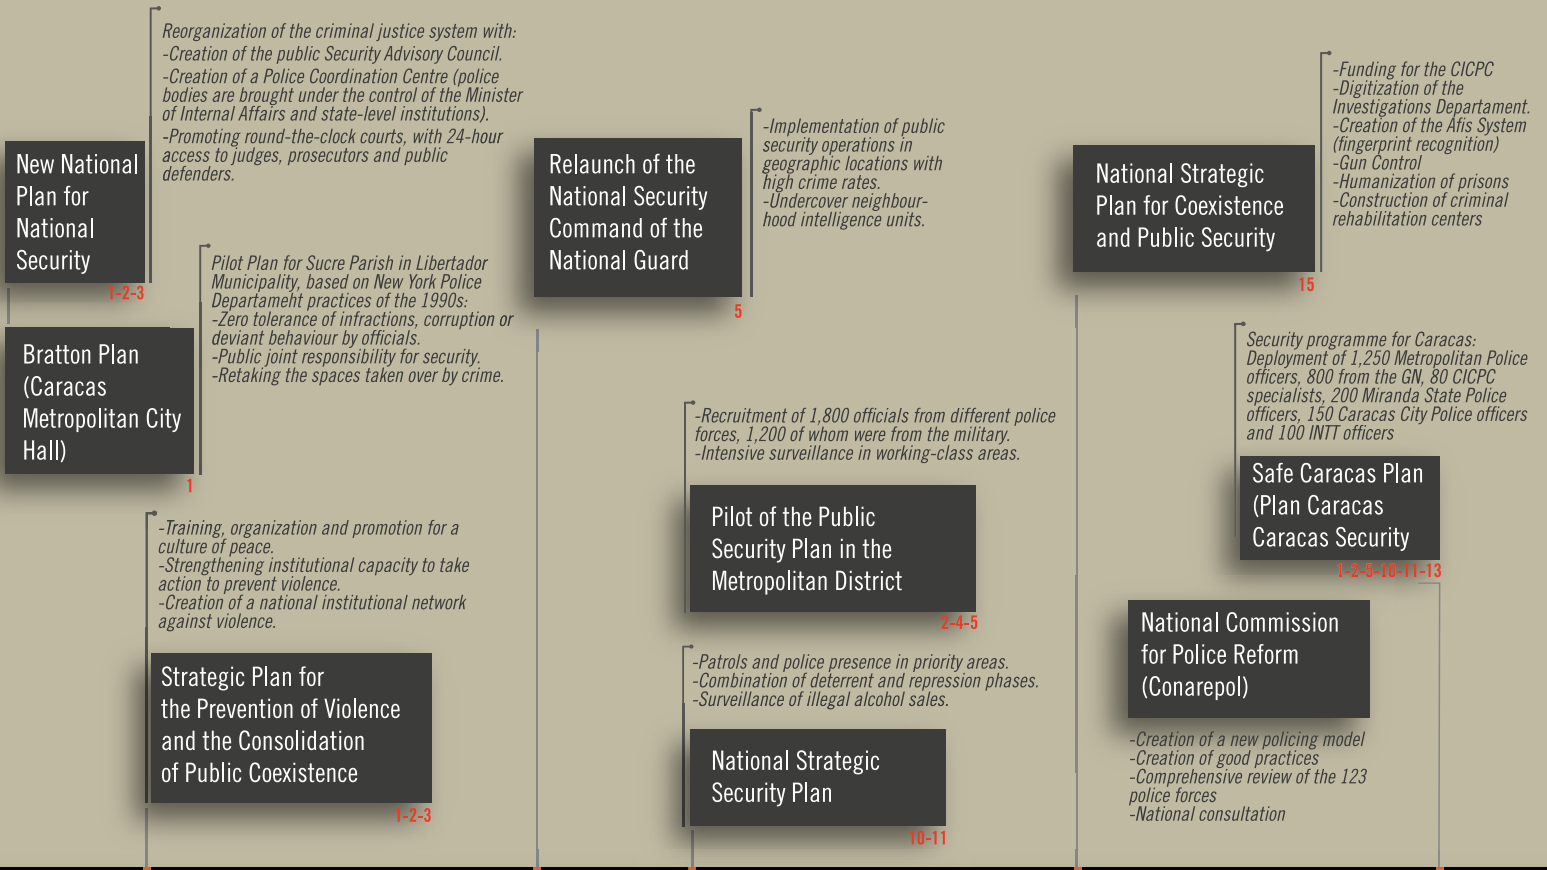 Reorganization of the criminal justice system with:
-Creation of the public Security Advisory Council.
-Creation of a Police Coordination Centre (police
bodies are brought under the control of the Minister
of Internal Affairs and state-level institutions).
-Promoting round-the-clock courts, with 24-hour
access to judges, prosecutors and public
defenders.
New National
Plan for
National
Security
1-2-3
Pilot Plan for Sucre Parish in Libertador
Municipality, based on New York Police
Departament practices of the 1990s:
-Zero tolerance of infractions, corruption or
deviant behaviour by officials.
-Public joint responsibility for security.
-Retaking the spaces taken over by crime.
Bratton Plan
(Caracas
Metropolitan City
Hall)
1
-Training, organization and promotion for a
culture of peace.
-Strengthening institutional capacity to take
action to prevent violence.
-Creation of a national institutional network
against violence.
Strategic Plan for
the Prevention of Violence
and the Consolidation
of Public Coexistence
1-2-3
Relaunch of the
National Security
Command of the
National Guard
5
-Implementation of public
security operations in
geographic locations with
high crime rates.
-Undercover neighbour-
hood intelligence units.
-Recruitment of 1,800 officials from different police
forces, 1,200 of whom were from the military.
-Intensive surveillance in working-class areas.
Pilot of the Public
Security Plan in the
Metropolitan District
2-4-5
-Patrols and police presence in priority areas.
-Combination of deterrent and repression phases.
-Surveillance of illegal alcohol sales.
National Strategic
Security Plan
10-11
National Strategic
Plan for Coexistence
and Public Security
15
-Funding for the CICPC
-Digitization of the
Investigations Departament.
-Creation of the Afis System
(fingerprint recognition)
-Gun Control
-Humanization of prisons
-Construction of criminal
rehabilitation centers
Security programme for Caracas:
Deployment of 1,250 Metropolitan Police
officers, 800 from the GN, 80 CICPC
specialists, 200 Miranda State Police
officers, 150 Caracas City Police officers
and 100 INTT officers
Safe Caracas Plan
(Plan Caracas
Caracas Security
1-2-5-10-11-13
National Commission
for Police Reform
(Conarepol)
-Creation of a new policing model
-Creation of good practices
-Comprehensive review of the 123
police forces
-National consultation